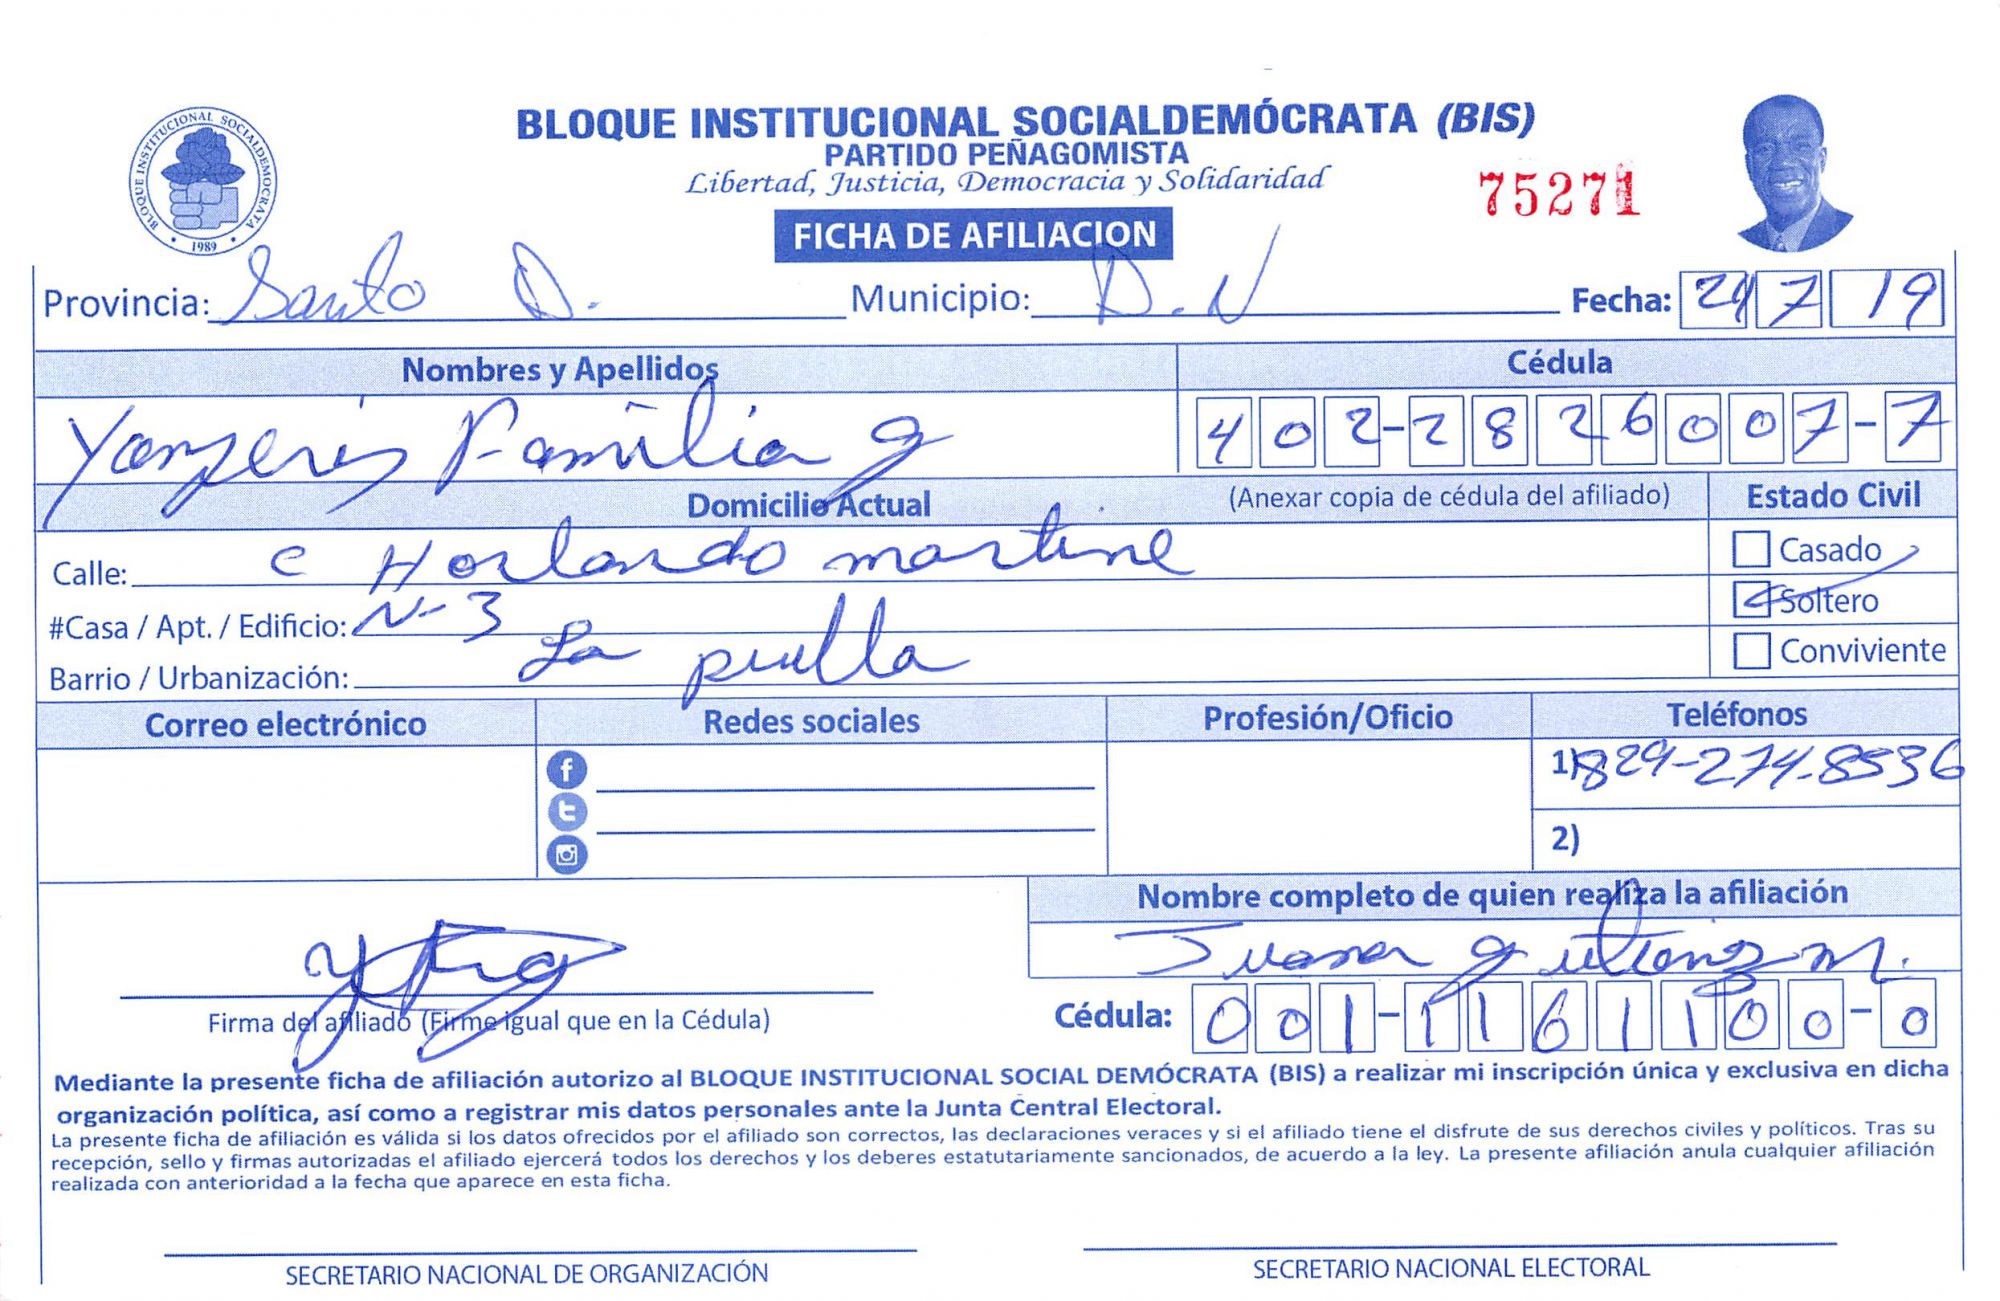 BLOQUE INSTITUCIONAL SOCIALDEMOCRATA
1989
BLOQUE INSTITUCIONAL SOCIALDEMÓCRATA (BIS)
PARTIDO PEÑAGOMISTA
Libertad, Justicia, Democracia y Solidaridad
75271
FICHA DE AFILIACION
Provincia: Santo D. Municipio: D.N Fecha: 7 19
Nombres y Apellidos Cédula
Familia g 402-2826007-7
Domicilio Actual (Anexar copia de cédula del afiliado) Estado Civil
Calle: C Horlando martine Casado
#Casa / Apt. / Edificio: N-3 Soltero
Barrio / Urbanización: La Conviviente
Correo electrónico Redes sociales Profesión/Oficio Teléfonos
1) 829-274-8536
2)
Nombre completo de quien realiza la afiliación
Juana m.
Firma del afiliado (Firme igual que en la Cédula) Cédula: 001-1161100-0
Mediante la presente ficha de afiliación autorizo al BLOQUE INSTITUCIONAL SOCIAL DEMÓCRATA (BIS) a realizar mi inscripción única y exclusiva en dicha
organización política, así como a registrar mis datos personales ante la Junta Central Electoral.
La presente ficha de afiliación es válida si los datos ofrecidos por el afiliado son correctos, las declaraciones veraces y si el afiliado tiene el disfrute de sus derechos civiles y políticos. Tras su
recepción, sello y firmas autorizadas el afiliado ejercerá todos los derechos y los deberes estatutariamente sancionados, de acuerdo a la ley. La presente afiliación anula cualquier afiliación
realizada con anterioridad a la fecha que aparece en esta ficha.
SECRETARIO NACIONAL DE ORGANIZACIÓN SECRETARIO NACIONAL ELECTORAL